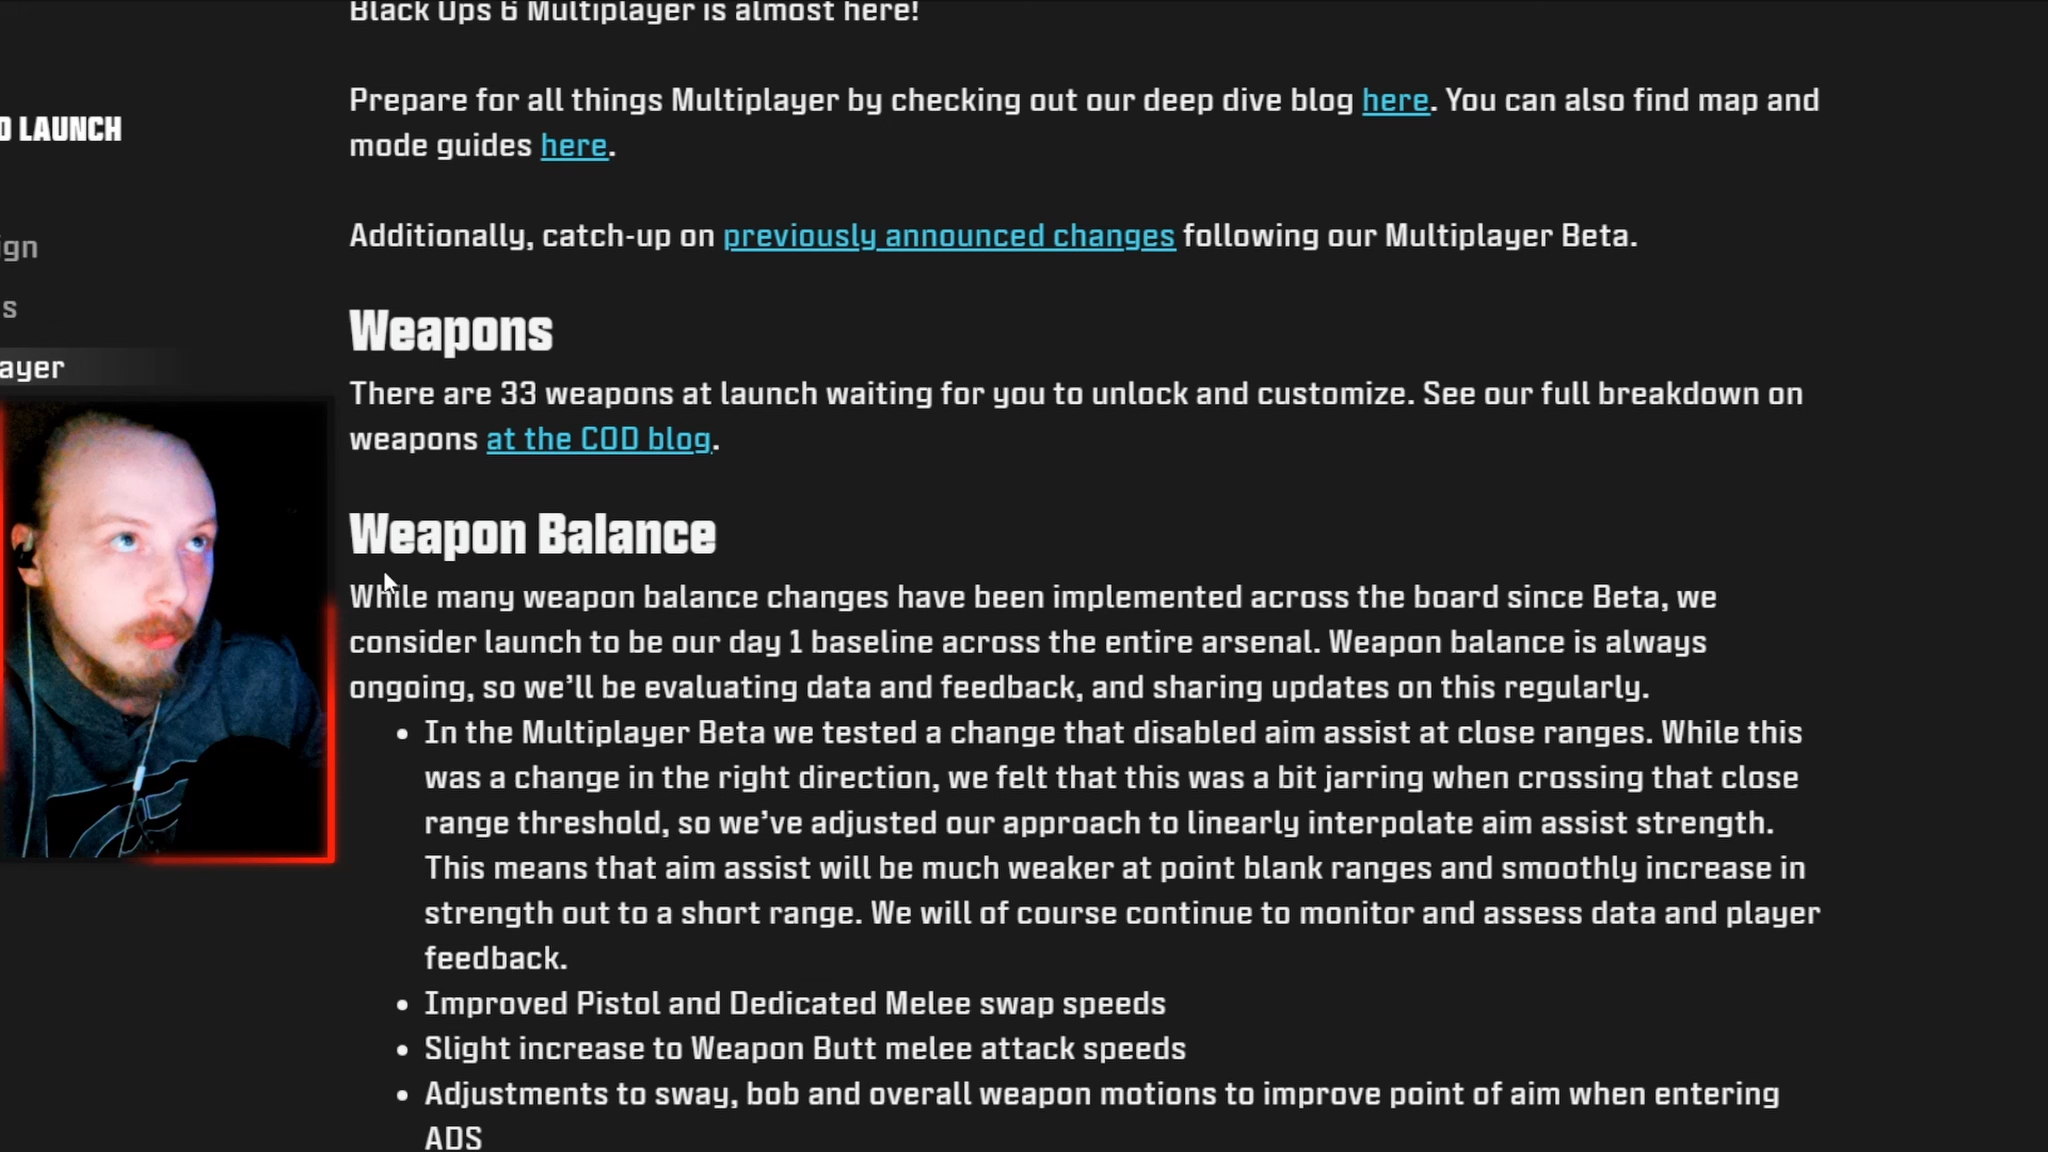 Black Ops 6 Multiplayer is almost here!
Prepare for all things Multiplayer by checking out our deep dive blog here. You can also find map and
mode guides here.
LAUNCH
Additionally, catch-up on previously announced changes following our Multiplayer Beta.
ign
s
ayer
Weapons
There are 33 weapons at launch waiting for you to unlock and customize. See our full breakdown on
weapons at the COD blog.
Weapon Balance
While many weapon balance changes have been implemented across the board since Beta, we
consider launch to be our day 1 baseline across the entire arsenal. Weapon balance is always
ongoing, so we'll be evaluating data and feedback, and sharing updates on this regularly.
• In the Multiplayer Beta we tested a change that disabled aim assist at close ranges. While this
was a change in the right direction, we felt that this was a bit jarring when crossing that close
range threshold, so we've adjusted our approach to linearly interpolate aim assist strength.
This means that aim assist will be much weaker at point blank ranges and smoothly increase in
strength out to a short range. We will of course continue to monitor and assess data and player
feedback.
• Improved Pistol and Dedicated Melee swap speeds
• Slight increase to Weapon Butt melee attack speeds
• Adjustments to sway, bob and overall weapon motions to improve point of aim when entering
ADS